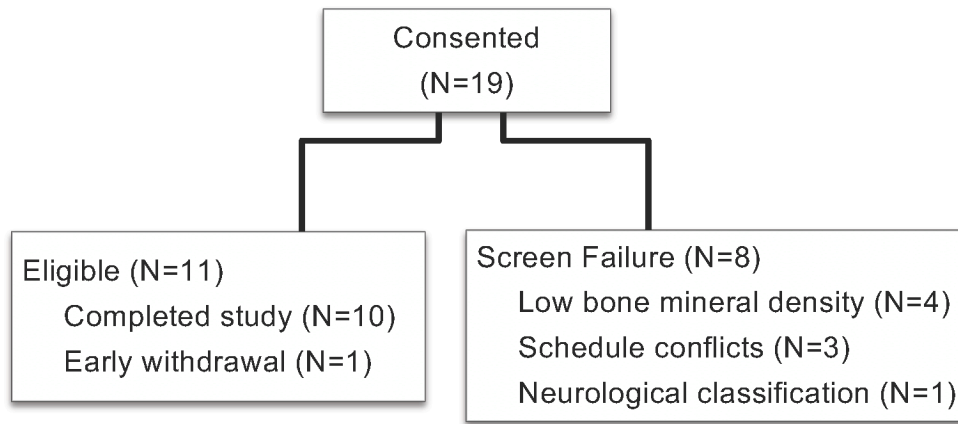 Consented
(N=19)
Eligible (N=11)
Completed study (N=10)
Early withdrawal (N=1)
Screen Failure (N=8)
Low bone mineral density (N=4)
Schedule conflicts (N=3)
Neurological classification (N=1)